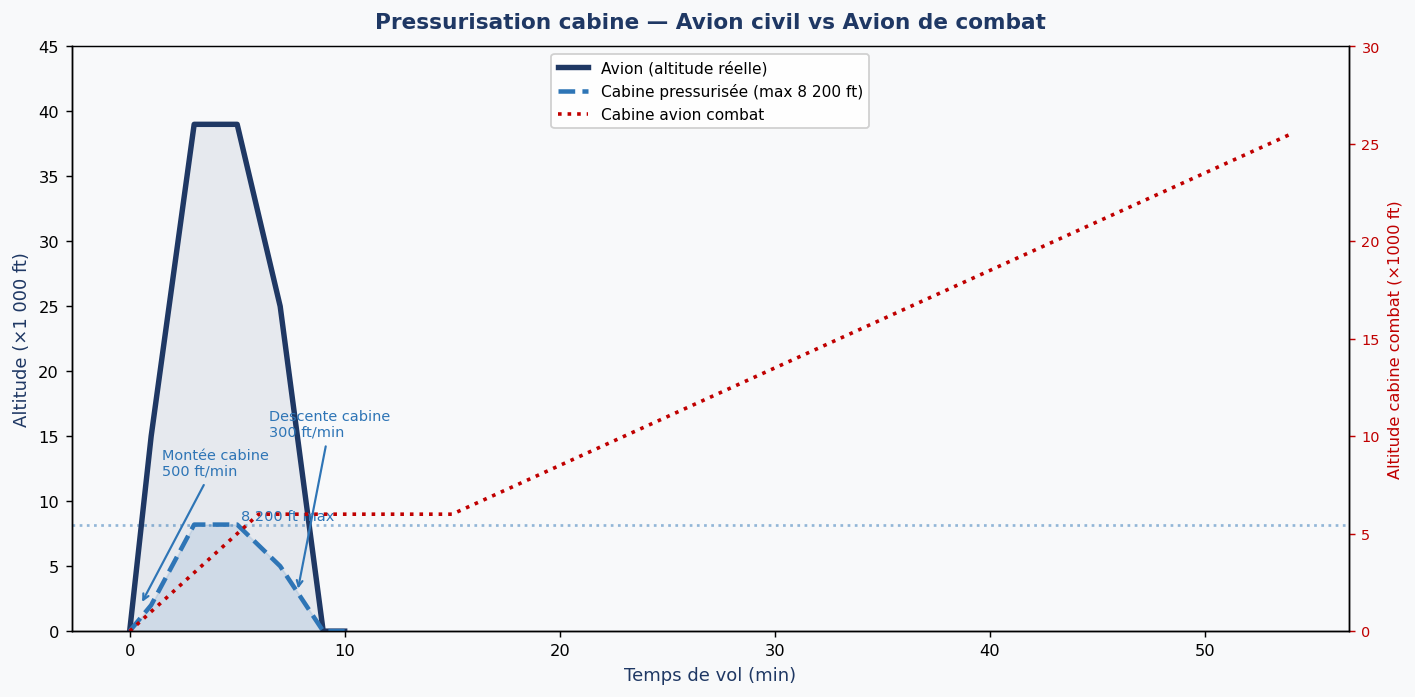 Pressurisation cabine — Avion civil vs Avion de combat
Avion (altitude réelle)
Cabine pressurisée (max 8 200 ft)
Cabine avion combat
Altitude (×1 000 ft)
45
40
35
30
25
20
15
10
5
0
Descente cabine
300 ft/min
Montée cabine
500 ft/min
8 200 ft max
30
25
20
15
10
5
0
Altitude cabine combat (×1000 ft)
0
10
20
30
40
50
Temps de vol (min)